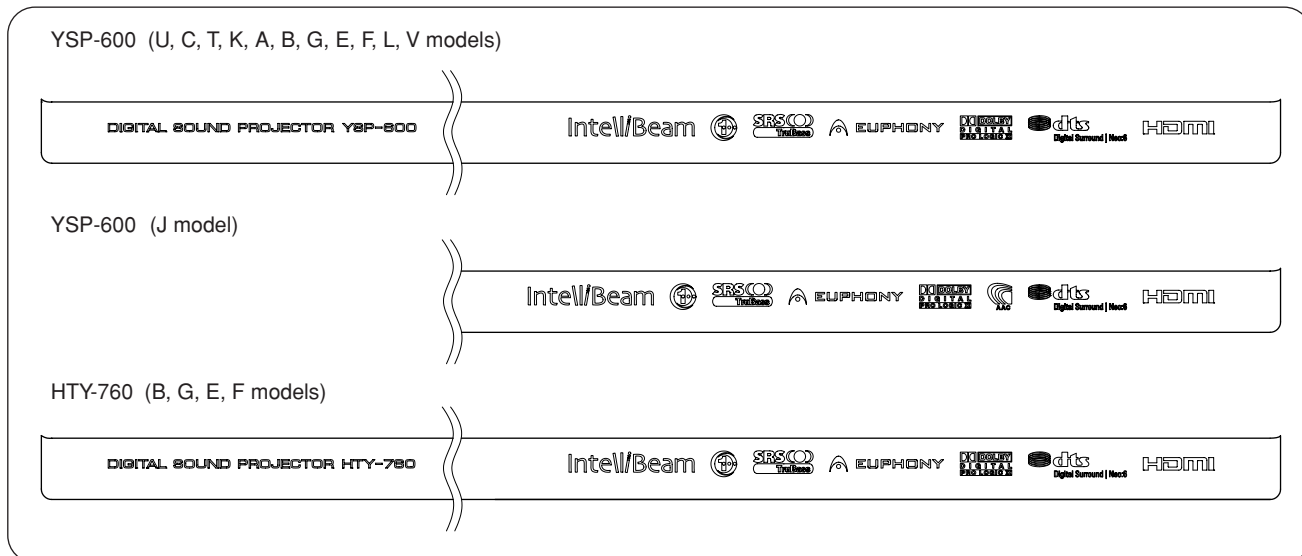 YSP-600 (U, C, T, K, A, B, G, E, F, L, V models)
DIGITAL SOUND PROJECTOR YSP-600 IntelliBeam 1 SRS TruBass EUPHONY DOLBY DIGITAL PRO LOGIC II dts Digital Surround | Neo:6 HDMI
YSP-600 (J model)
IntelliBeam 1 SRS TruBass EUPHONY DOLBY DIGITAL PRO LOGIC II AAC dts Digital Surround | Neo:6 HDMI
HTY-760 (B, G, E, F models)
DIGITAL SOUND PROJECTOR HTY-760 IntelliBeam 1 SRS TruBass EUPHONY DOLBY DIGITAL PRO LOGIC II dts Digital Surround | Neo:6 HDMI